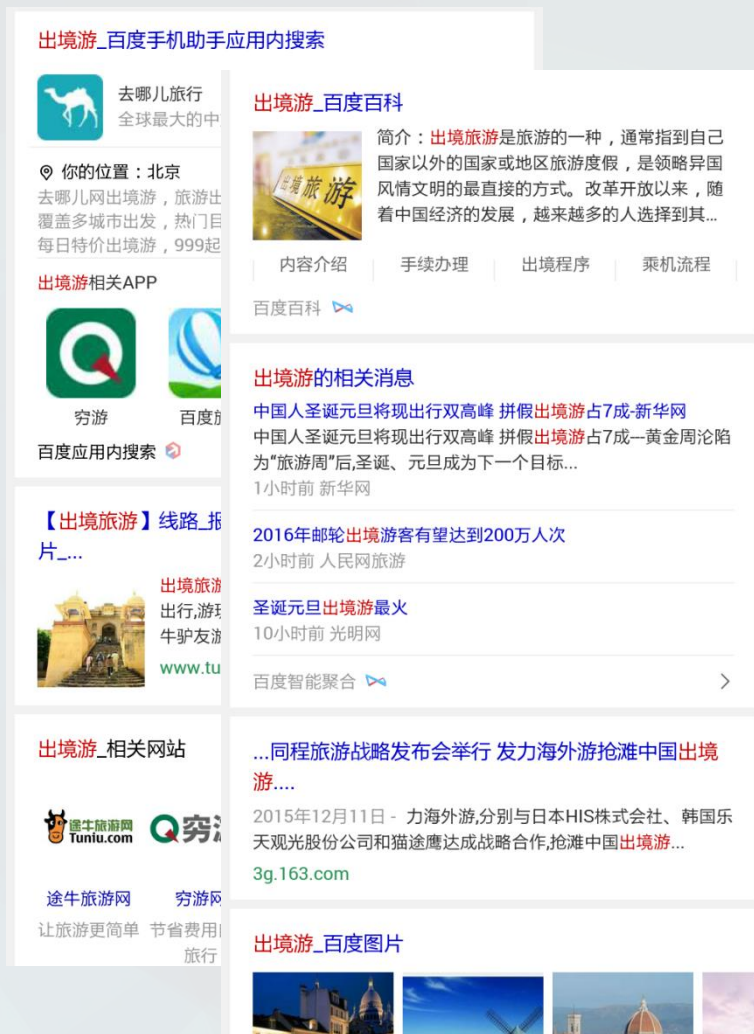 出境游_百度手机助手应用内搜索
去哪儿旅行
全球最大的中
你的位置：北京
去哪儿网出境游，旅游出
覆盖多城市出发，热门目
每日特价出境游，999起
出境游相关APP
穷游
百度旅
百度应用内搜索
【出境旅游】线路_报
片_...
出境旅游
出行,游玩
牛驴友游
www.tu
出境游_相关网站
途牛旅游网
Tuniu.com
穷游
途牛旅游网
穷游网
让旅游更简单
节省费用
旅行
出境游_百度百科
出境旅游
简介：出境旅游是旅游的一种，通常指到自己
国家以外的国家或地区旅游度假，是领略异国
风情文明的最直接的方式。改革开放以来，随
着中国经济的发展，越来越多的人选择到其...
内容介绍
手续办理
出境程序
乘机流程
百度百科
出境游的相关消息
中国人圣诞元旦将现出行双高峰 拼假出境游占7成-新华网
中国人圣诞元旦将现出行双高峰 拼假出境游占7成---黄金周沦陷
为“旅游周”后,圣诞、元旦成为下一个目标...
1小时前 新华网
2016年邮轮出境游客有望达到200万人次
2小时前 人民网旅游
圣诞元旦出境游最火
10小时前 光明网
百度智能聚合
...同程旅游战略发布会举行 发力海外游抢滩中国出境
游....
2015年12月11日 - 力海外游,分别与日本HIS株式会社、韩国乐
天观光股份公司和猫途鹰达成战略合作,抢滩中国出境游...
3g.163.com
出境游_百度图片